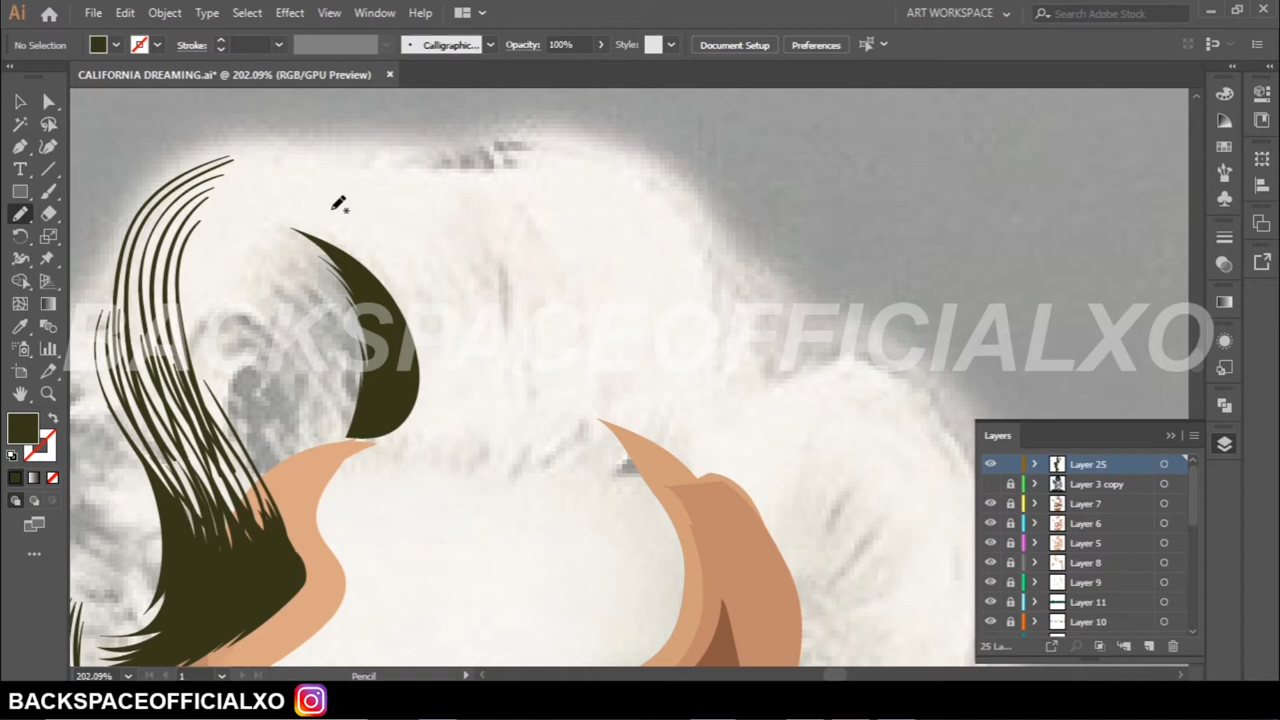 Ai File Edit Object Type Select Effect View Window Help ART WORKSPACE Search Adobe Stock
No Selection Stroke: Calligraphic... Opacity: 100% Style: Document Setup Preferences
CALIFORNIA DREAMING.ai* @ 202.09% (RGB/GPU Preview)
BACKSPACEOFFICIALXO
Layers
Layer 25
Layer 3 copy
Layer 7
Layer 6
Layer 5
Layer 8
Layer 9
Layer 11
Layer 10
25 La...
202.09% 1 Pencil
BACKSPACEOFFICIALXO